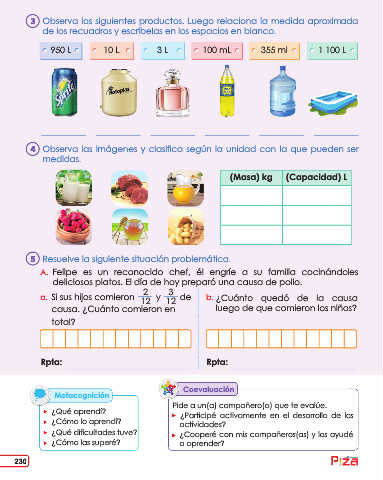 3 Observa los siguientes productos. Luego relaciona la medida aproximada
de los recuadros y escríbelas en los espacios en blanco.
950 L 10 L 3 L 100 mL 355 ml 1 100 L
Sprite
Rotoplas
4 Observa las imágenes y clasifica según la unidad con la que pueden ser
medidas.
(Masa) kg (Capacidad) L
5 Resuelve la siguiente situación problemática.
A. Felipe es un reconocido chef, él engríe a su familia cocinándoles
deliciosos platos. El día de hoy preparó una causa de pollo.
a. Si sus hijos comieron 2/12 y 3/12 de
causa. ¿Cuánto comieron en
total?
b. ¿Cuánto quedó de la causa
luego de que comieron los niños?
Rpta: Rpta:
Metacognición
¿Qué aprendí?
¿Cómo lo aprendí?
¿Qué dificultades tuve?
¿Cómo las superé?
Coevaluación
Pide a un(a) compañero(a) que te evalúe.
¿Participé activamente en el desarrollo de las
actividades?
¿Cooperé con mis compañeros(as) y los ayudé
a aprender?
230